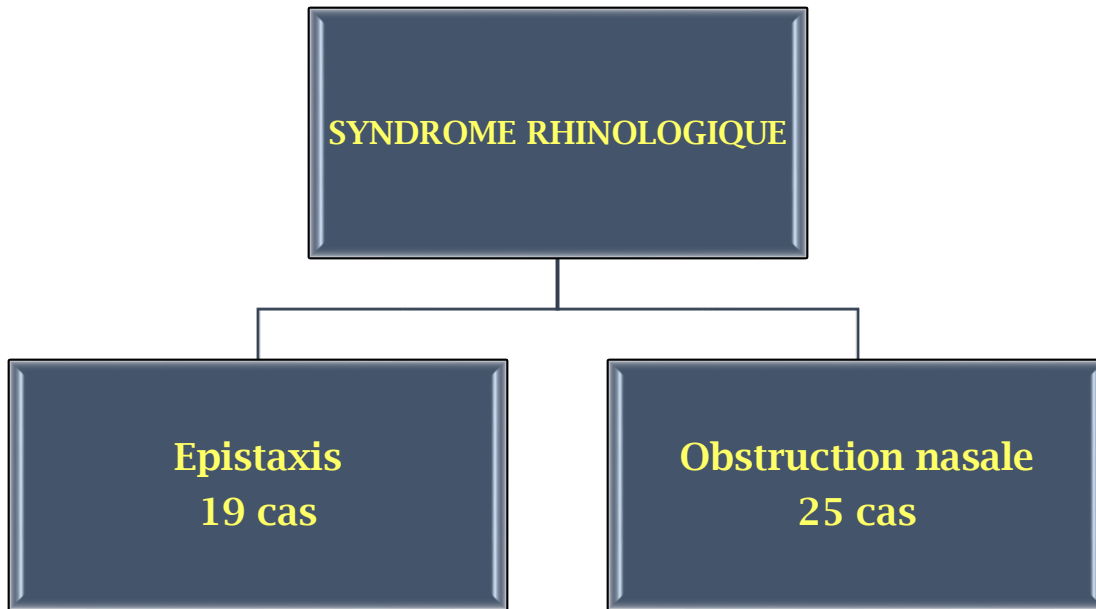 SYNDROME RHINOLOGIQUE
Epistaxis
19 cas
Obstruction nasale
25 cas